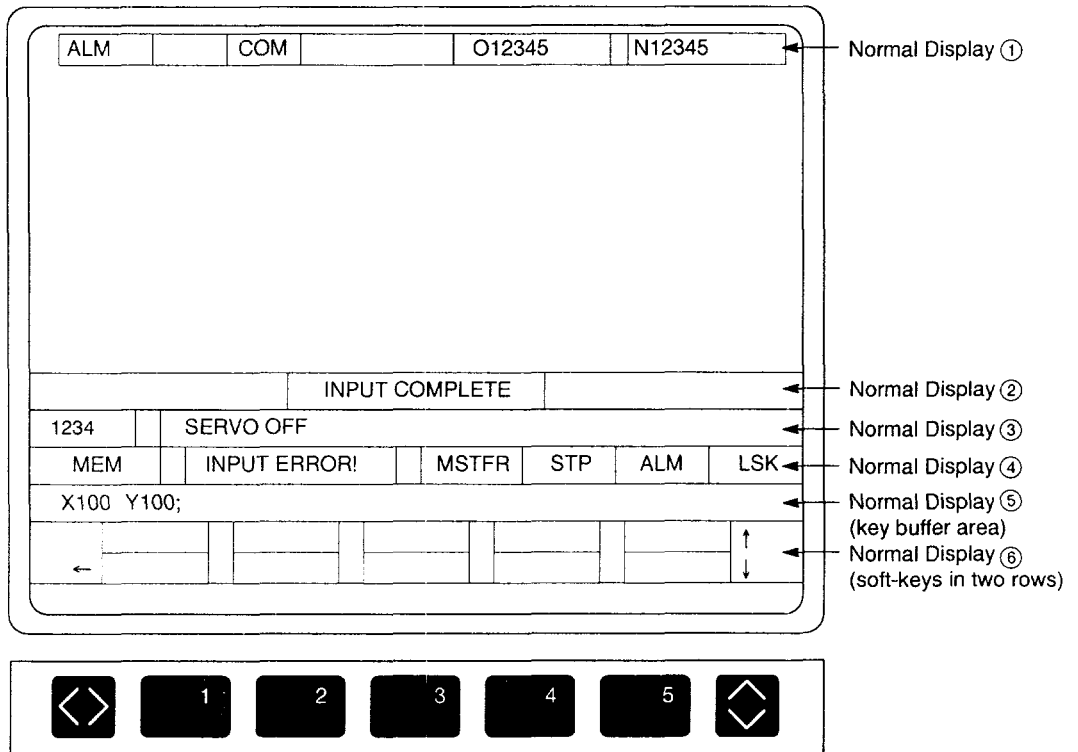 ALM COM O12345 N12345 Normal Display ①
INPUT COMPLETE Normal Display ②
1234 SERVO OFF Normal Display ③
MEM INPUT ERROR! MSTFR STP ALM LSK Normal Display ④
X100 Y100; Normal Display ⑤
(key buffer area)
↑ Normal Display ⑥
← ↓ (soft-keys in two rows)
1 2 3 4 5